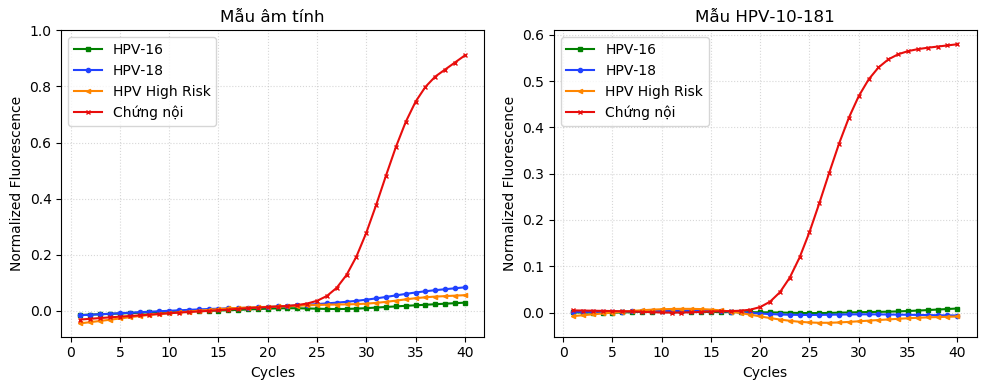 Mẫu âm tính
1.0
0.8
0.6
0.4
0.2
0.0
Normalized Fluorescence
HPV-16
HPV-18
HPV High Risk
Chứng nội
0 5 10 15 20 25 30 35 40
Cycles
Mẫu HPV-10-181
0.6
0.5
0.4
0.3
0.2
0.1
0.0
Normalized Fluorescence
HPV-16
HPV-18
HPV High Risk
Chứng nội
0 5 10 15 20 25 30 35 40
Cycles